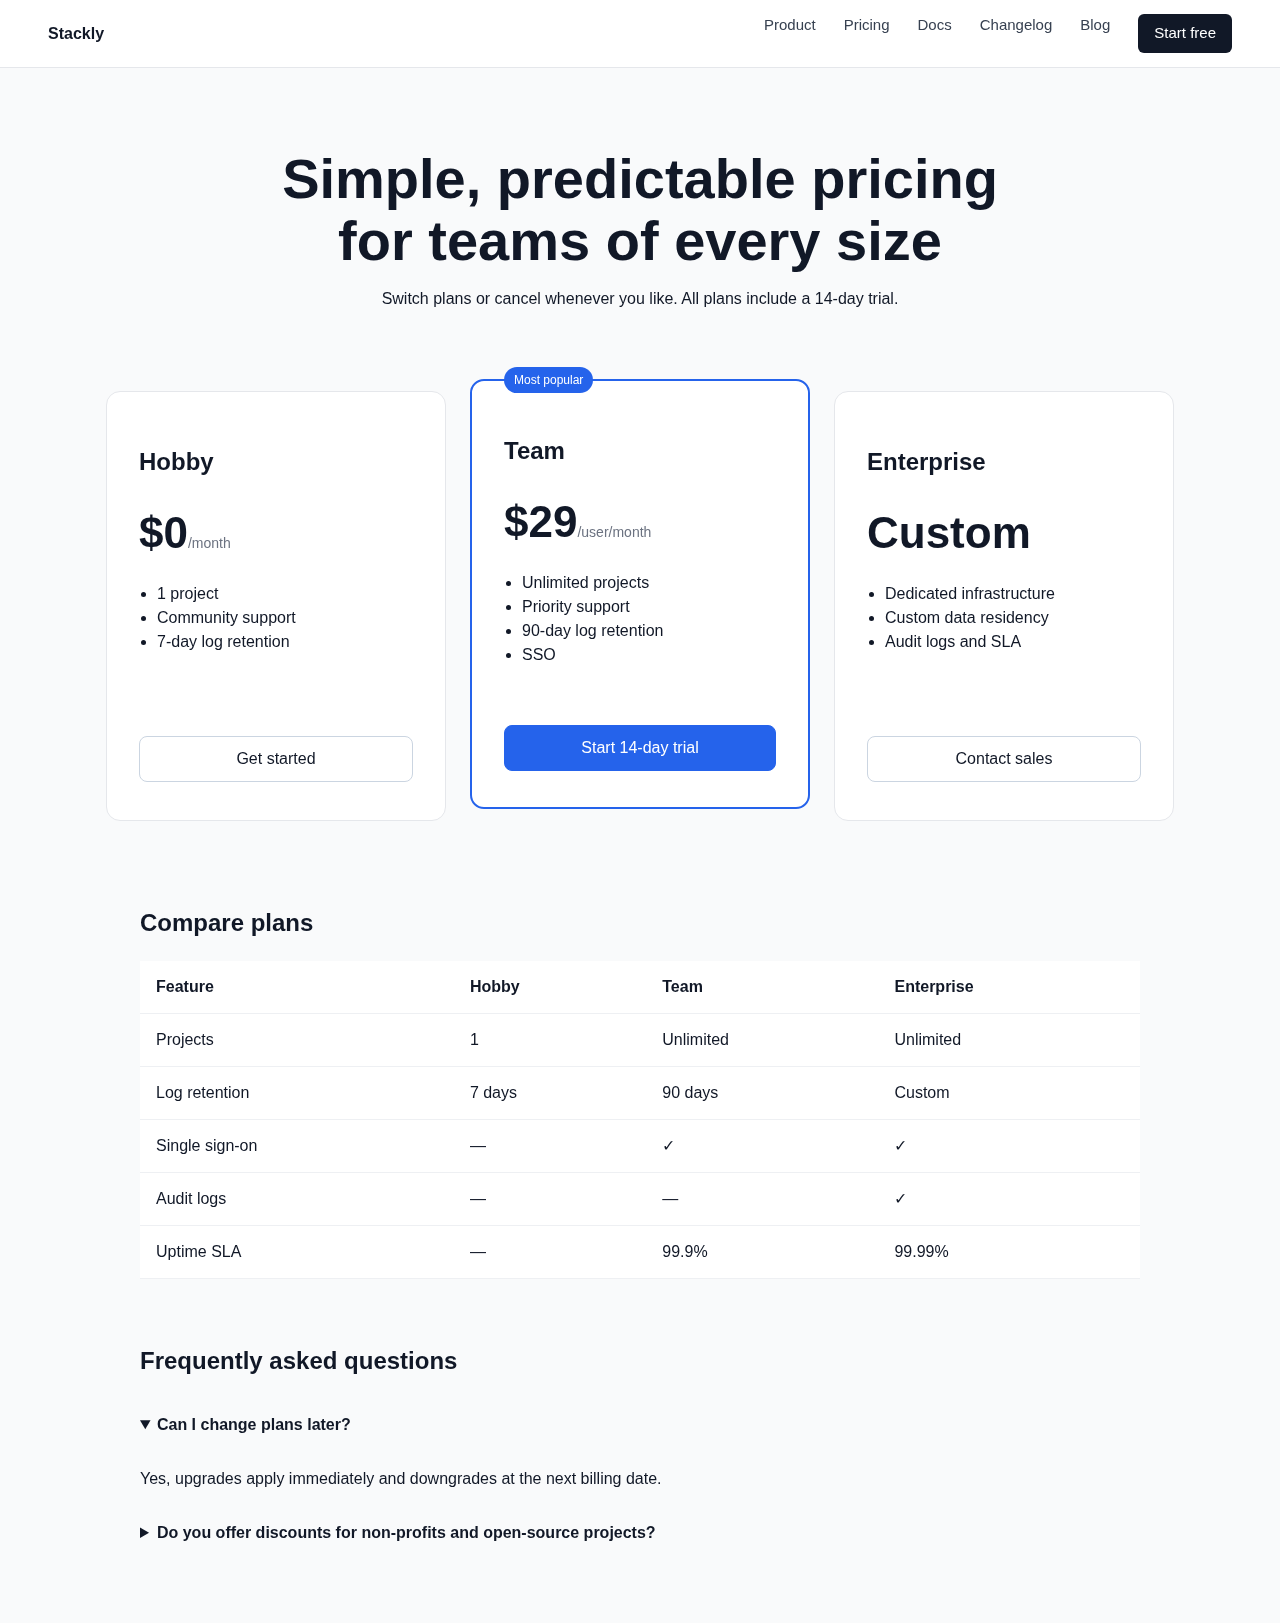 Stackly
Product Pricing Docs Changelog Blog Start free
Simple, predictable pricing
for teams of every size
Switch plans or cancel whenever you like. All plans include a 14-day trial.
Hobby
$0/month
1 project
Community support
7-day log retention
Get started
Most popular
Team
$29/user/month
Unlimited projects
Priority support
90-day log retention
SSO
Start 14-day trial
Enterprise
Custom
Dedicated infrastructure
Custom data residency
Audit logs and SLA
Contact sales
Compare plans
Feature Hobby Team Enterprise
Projects 1 Unlimited Unlimited
Log retention 7 days 90 days Custom
Single sign-on — ✓ ✓
Audit logs — — ✓
Uptime SLA — 99.9% 99.99%
Frequently asked questions
Can I change plans later?
Yes, upgrades apply immediately and downgrades at the next billing date.
Do you offer discounts for non-profits and open-source projects?